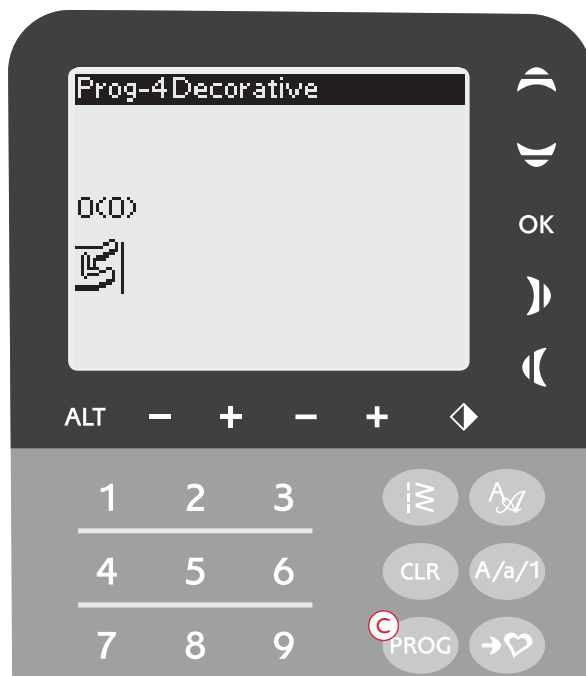 Prog-4 Decorative
0(0)
OK
ALT − + − +
1 2 3
4 5 6
CLR A/a/1
7 8 9
C
PROG
A A